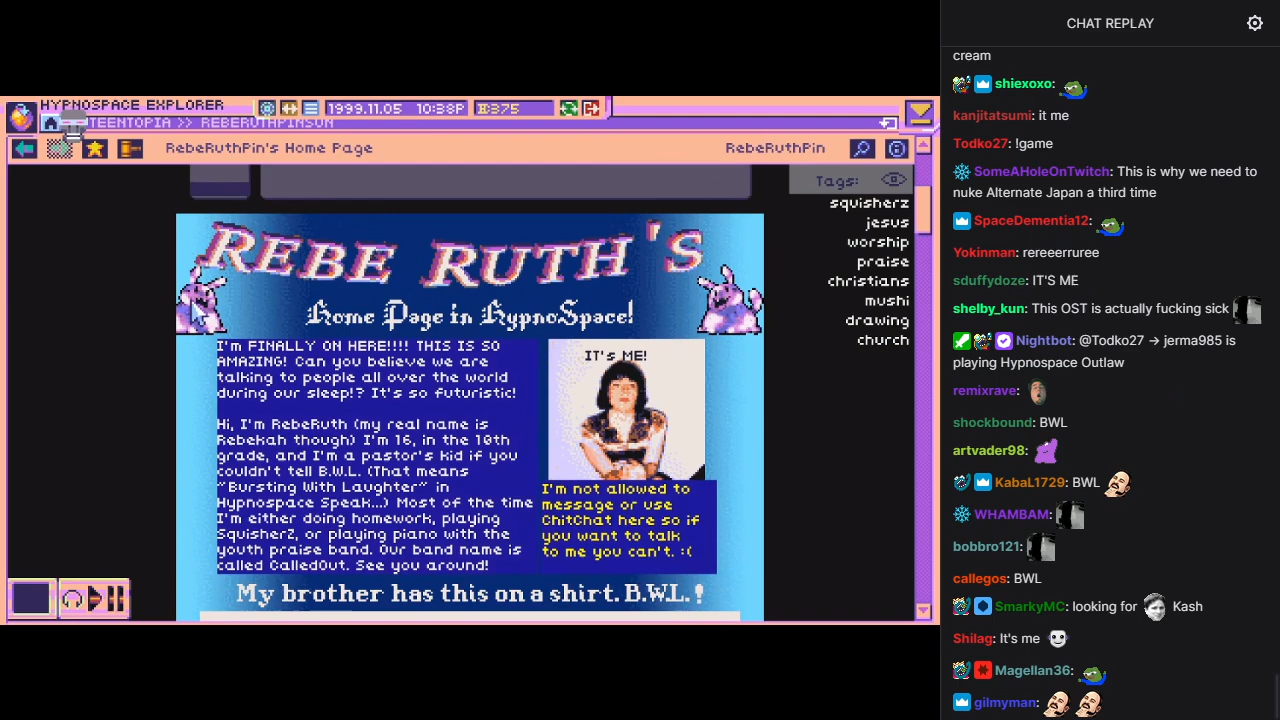 HYPNOSPACE EXPLORER
1999.11.05 10:38P
375
TEENTOPIA >> REBERUTHPINSUN
RebeRuthPin's Home Page
RebeRuthPin
Tags:
squisherz
jesus
worship
praise
christians
mushi
drawing
church
REBE RUTH'S
Home Page in HypnoSpace!
I'm FINALLY ON HERE!!!! THIS IS SO
AMAZING! Can you believe we are
talking to people all over the world
during our sleep!? It's so futuristic!
Hi, I'm RebeRuth (my real name is
Rebekah though) I'm 16, in the 10th
grade, and I'm a pastor's kid if you
couldn't tell B.W.L. (That means
"Bursting With Laughter" in
Hypnospace Speak...) Most of the time
I'm either doing homework, playing
Squisherz, or playing piano with the
youth praise band. Our band name is
called CalledOut. See you around!
IT'S ME!
I'm not allowed to
message or use
ChitChat here so if
you want to talk
to me you can't. :(
My brother has this on a shirt. B.W.L.!
CHAT REPLAY
cream
shiexoxo:
kanjitatsumi: it me
Todko27: !game
SomeAHoleOnTwitch: This is why we need to
nuke Alternate Japan a third time
SpaceDementia12:
Yokinman: rereeerruree
sduffydoze: IT'S ME
shelby_kun: This OST is actually fucking sick
Nightbot: @Todko27 → jerma985 is
playing Hypnospace Outlaw
remixrave:
shockbound: BWL
artvader98:
KabaL1729: BWL
WHAMBAM:
bobbro121:
callegos: BWL
SmarkyMC: looking for Kash
Shilag: It's me
Magellan36:
gilmyman: